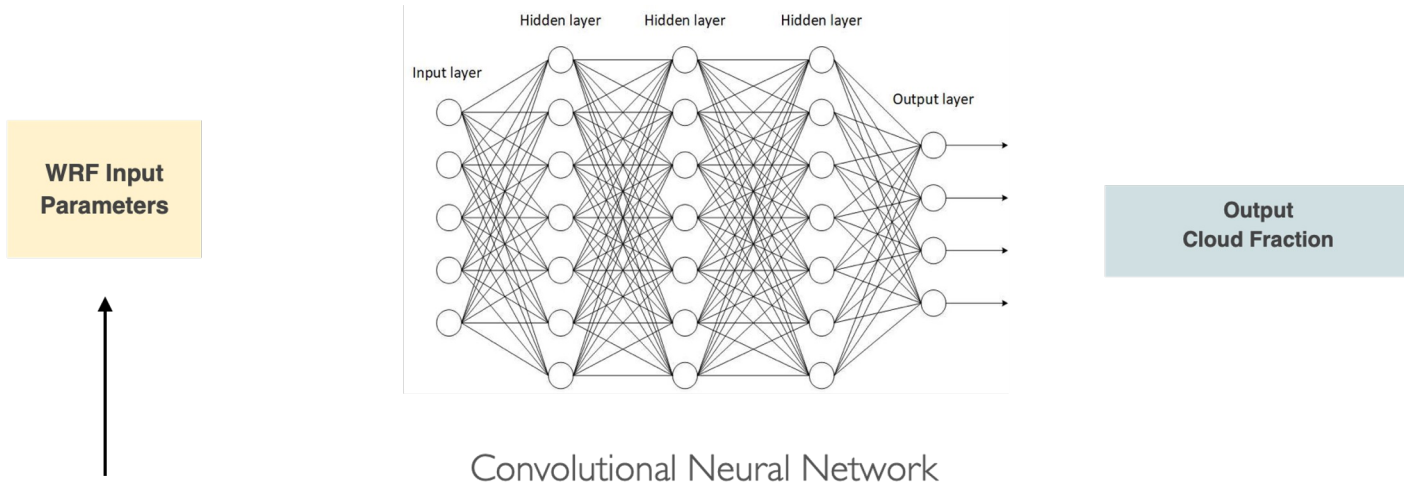 Hidden layer Hidden layer Hidden layer
Input layer
Output layer
WRF Input
Parameters
Output
Cloud Fraction
Convolutional Neural Network